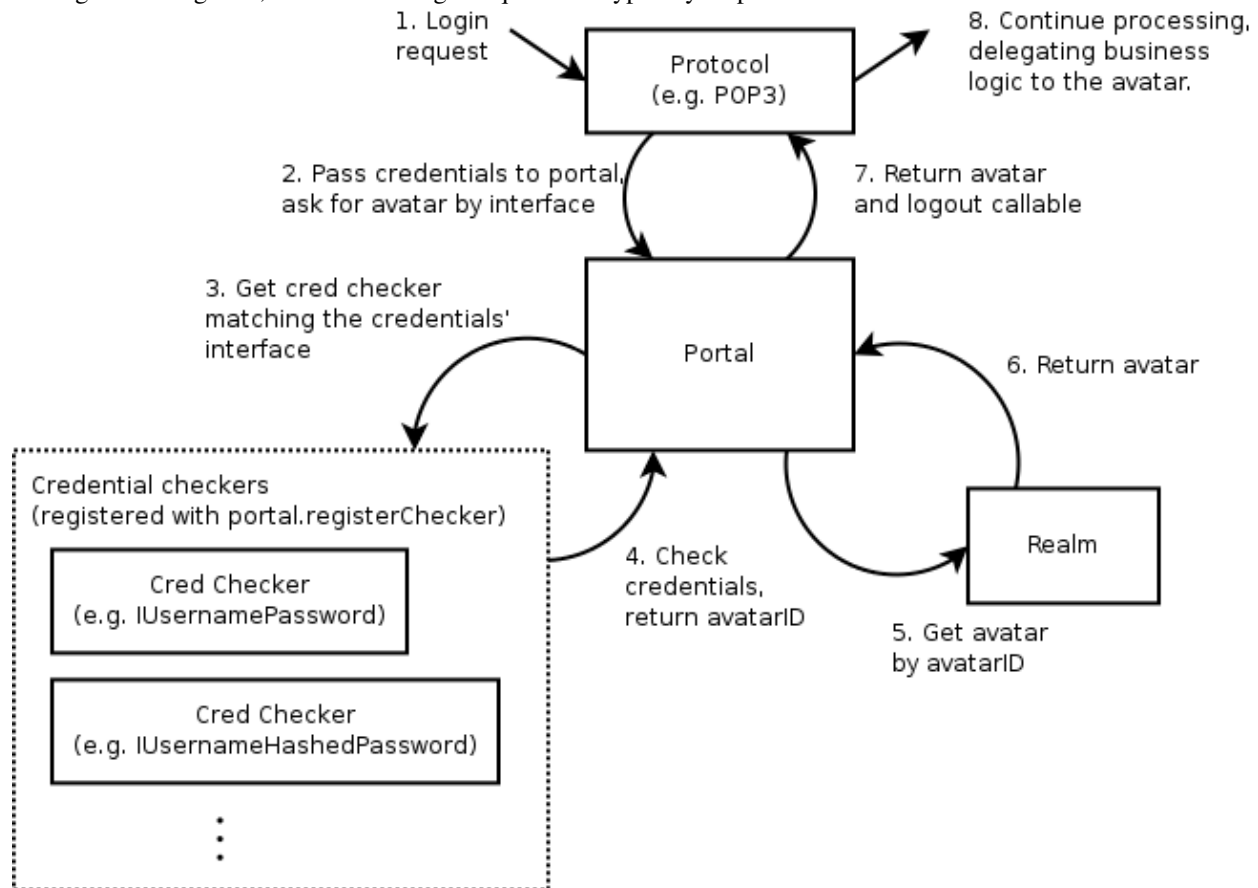 1. Login
request
Protocol
(e.g. POP3)
8. Continue processing,
delegating business
logic to the avatar.
2. Pass credentials to portal,
ask for avatar by interface
7. Return avatar
and logout callable
3. Get cred checker
matching the credentials'
interface
Portal
6. Return avatar
Credential checkers
(registered with portal.registerChecker)
Cred Checker
(e.g. IUsernamePassword)
Cred Checker
(e.g. IUsernameHashedPassword)
4. Check
credentials,
return avatarID
Realm
5. Get avatar
by avatarID